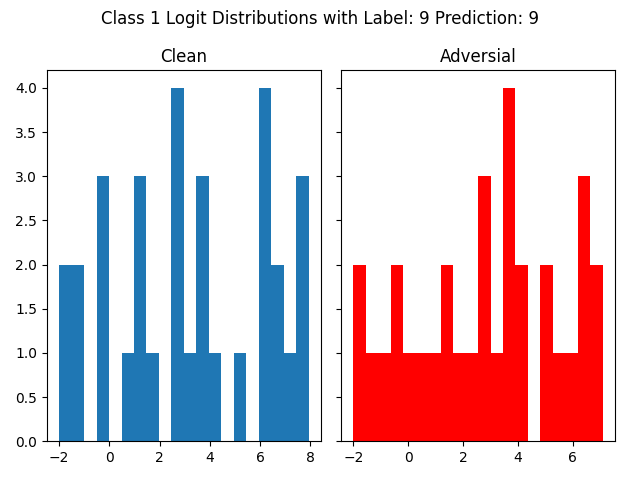 Class 1 Logit Distributions with Label: 9 Prediction: 9
Clean
Adversial
4.0
3.5
3.0
2.5
2.0
1.5
1.0
0.5
0.0
−2 0 2 4 6 8
−2 0 2 4 6